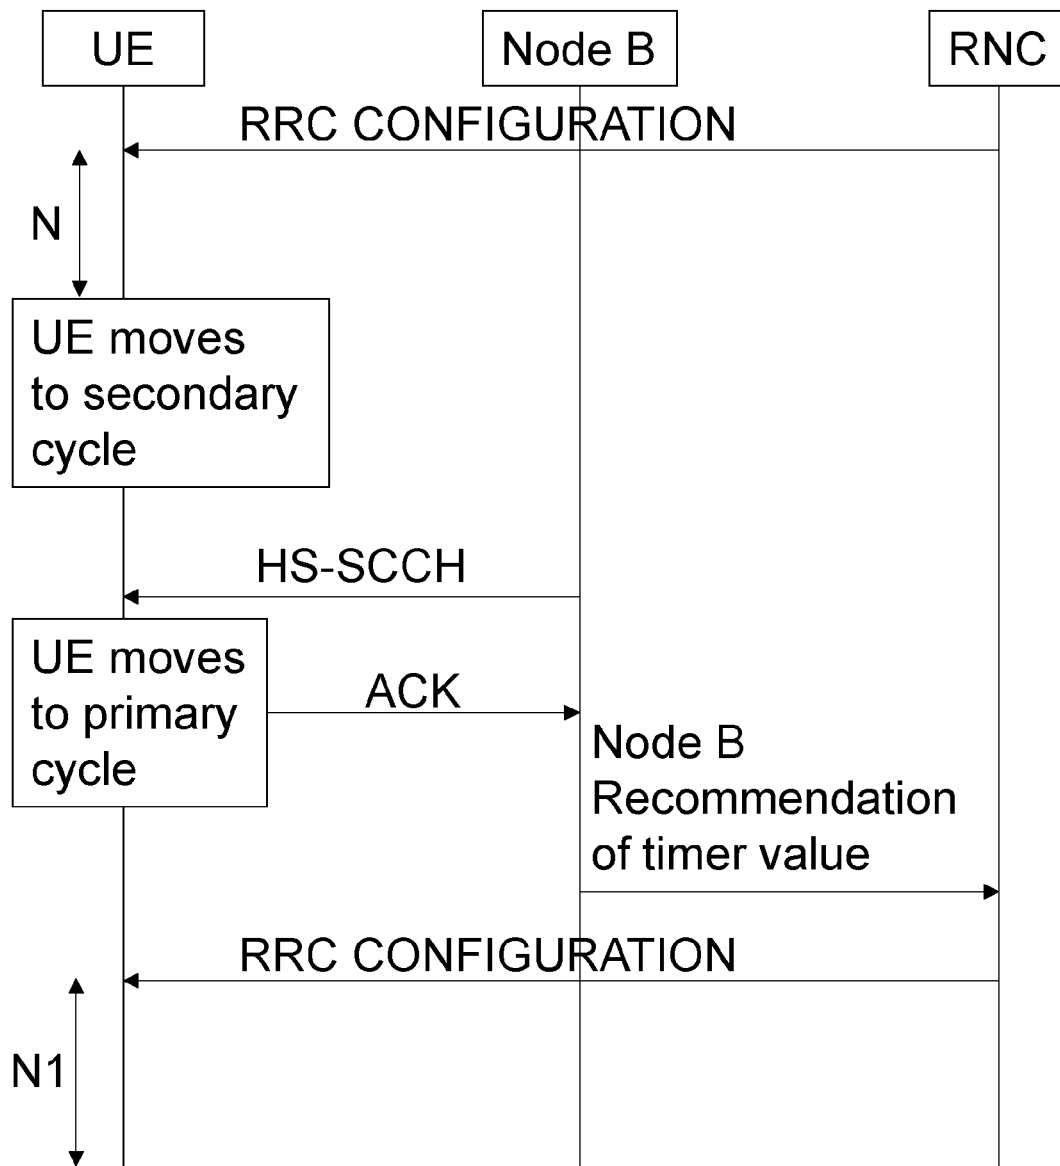 UE
Node B
RNC
RRC CONFIGURATION
N
UE moves
to secondary
cycle
HS-SCCH
UE moves
to primary
cycle
ACK
Node B
Recommendation
of timer value
RRC CONFIGURATION
N1